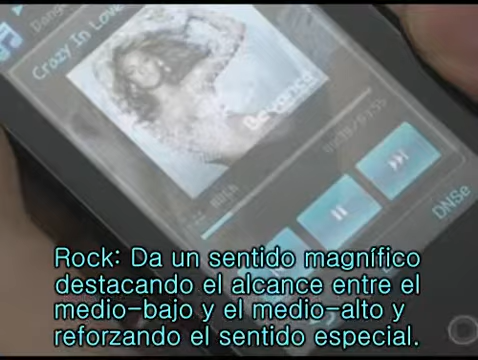 Crazy In Love
Beyoncé
DNSe
Rock: Da un sentido magnífico
destacando el alcance entre el
medio-bajo y el medio-alto y
reforzando el sentido especial.